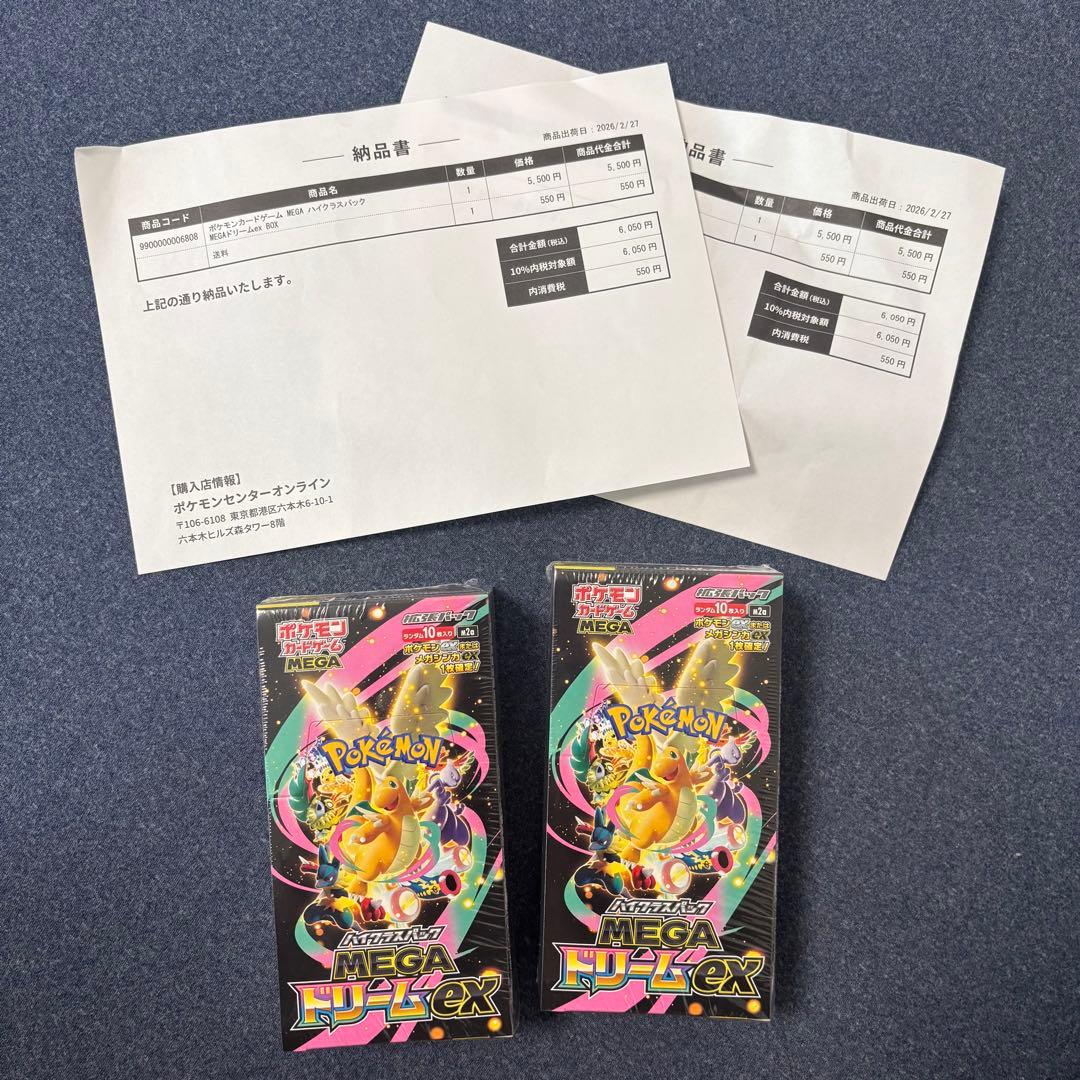 納品書
商品出荷日：2026/2/27
商品コード 商品名 数量 価格 商品代金合計
9900000006808 ポケモンカードゲーム MEGA ハイクラスパック 1 5,500 円 5,500 円
MEGAドリームex BOX
送料 1 550 円 550 円
合計金額(税込) 6,050 円
10%内税対象額 6,050 円
内消費税 550 円
上記の通り納品いたします。
【購入店情報】
ポケモンセンターオンライン
〒106-6108 東京都港区六本木6-10-1
六本木ヒルズ森タワー8階
品書
商品出荷日：2026/2/27
数量 価格 商品代金合計
1 5,500 円 5,500 円
1 550 円 550 円
合計金額(税込) 6,050 円
10%内税対象額 6,050 円
内消費税 550 円
ポケモン
カードゲーム
MEGA
拡張パック
ランダム10枚入り m2a
ポケモンexまたは
メガシンカex
1枚確定!
POKéMON
ハイクラスパック
MEGA
ドリームex
ポケモン
カードゲーム
MEGA
拡張パック
ランダム10枚入り m2a
ポケモンexまたは
メガシンカex
1枚確定!
POKéMON
ハイクラスパック
MEGA
ドリームex